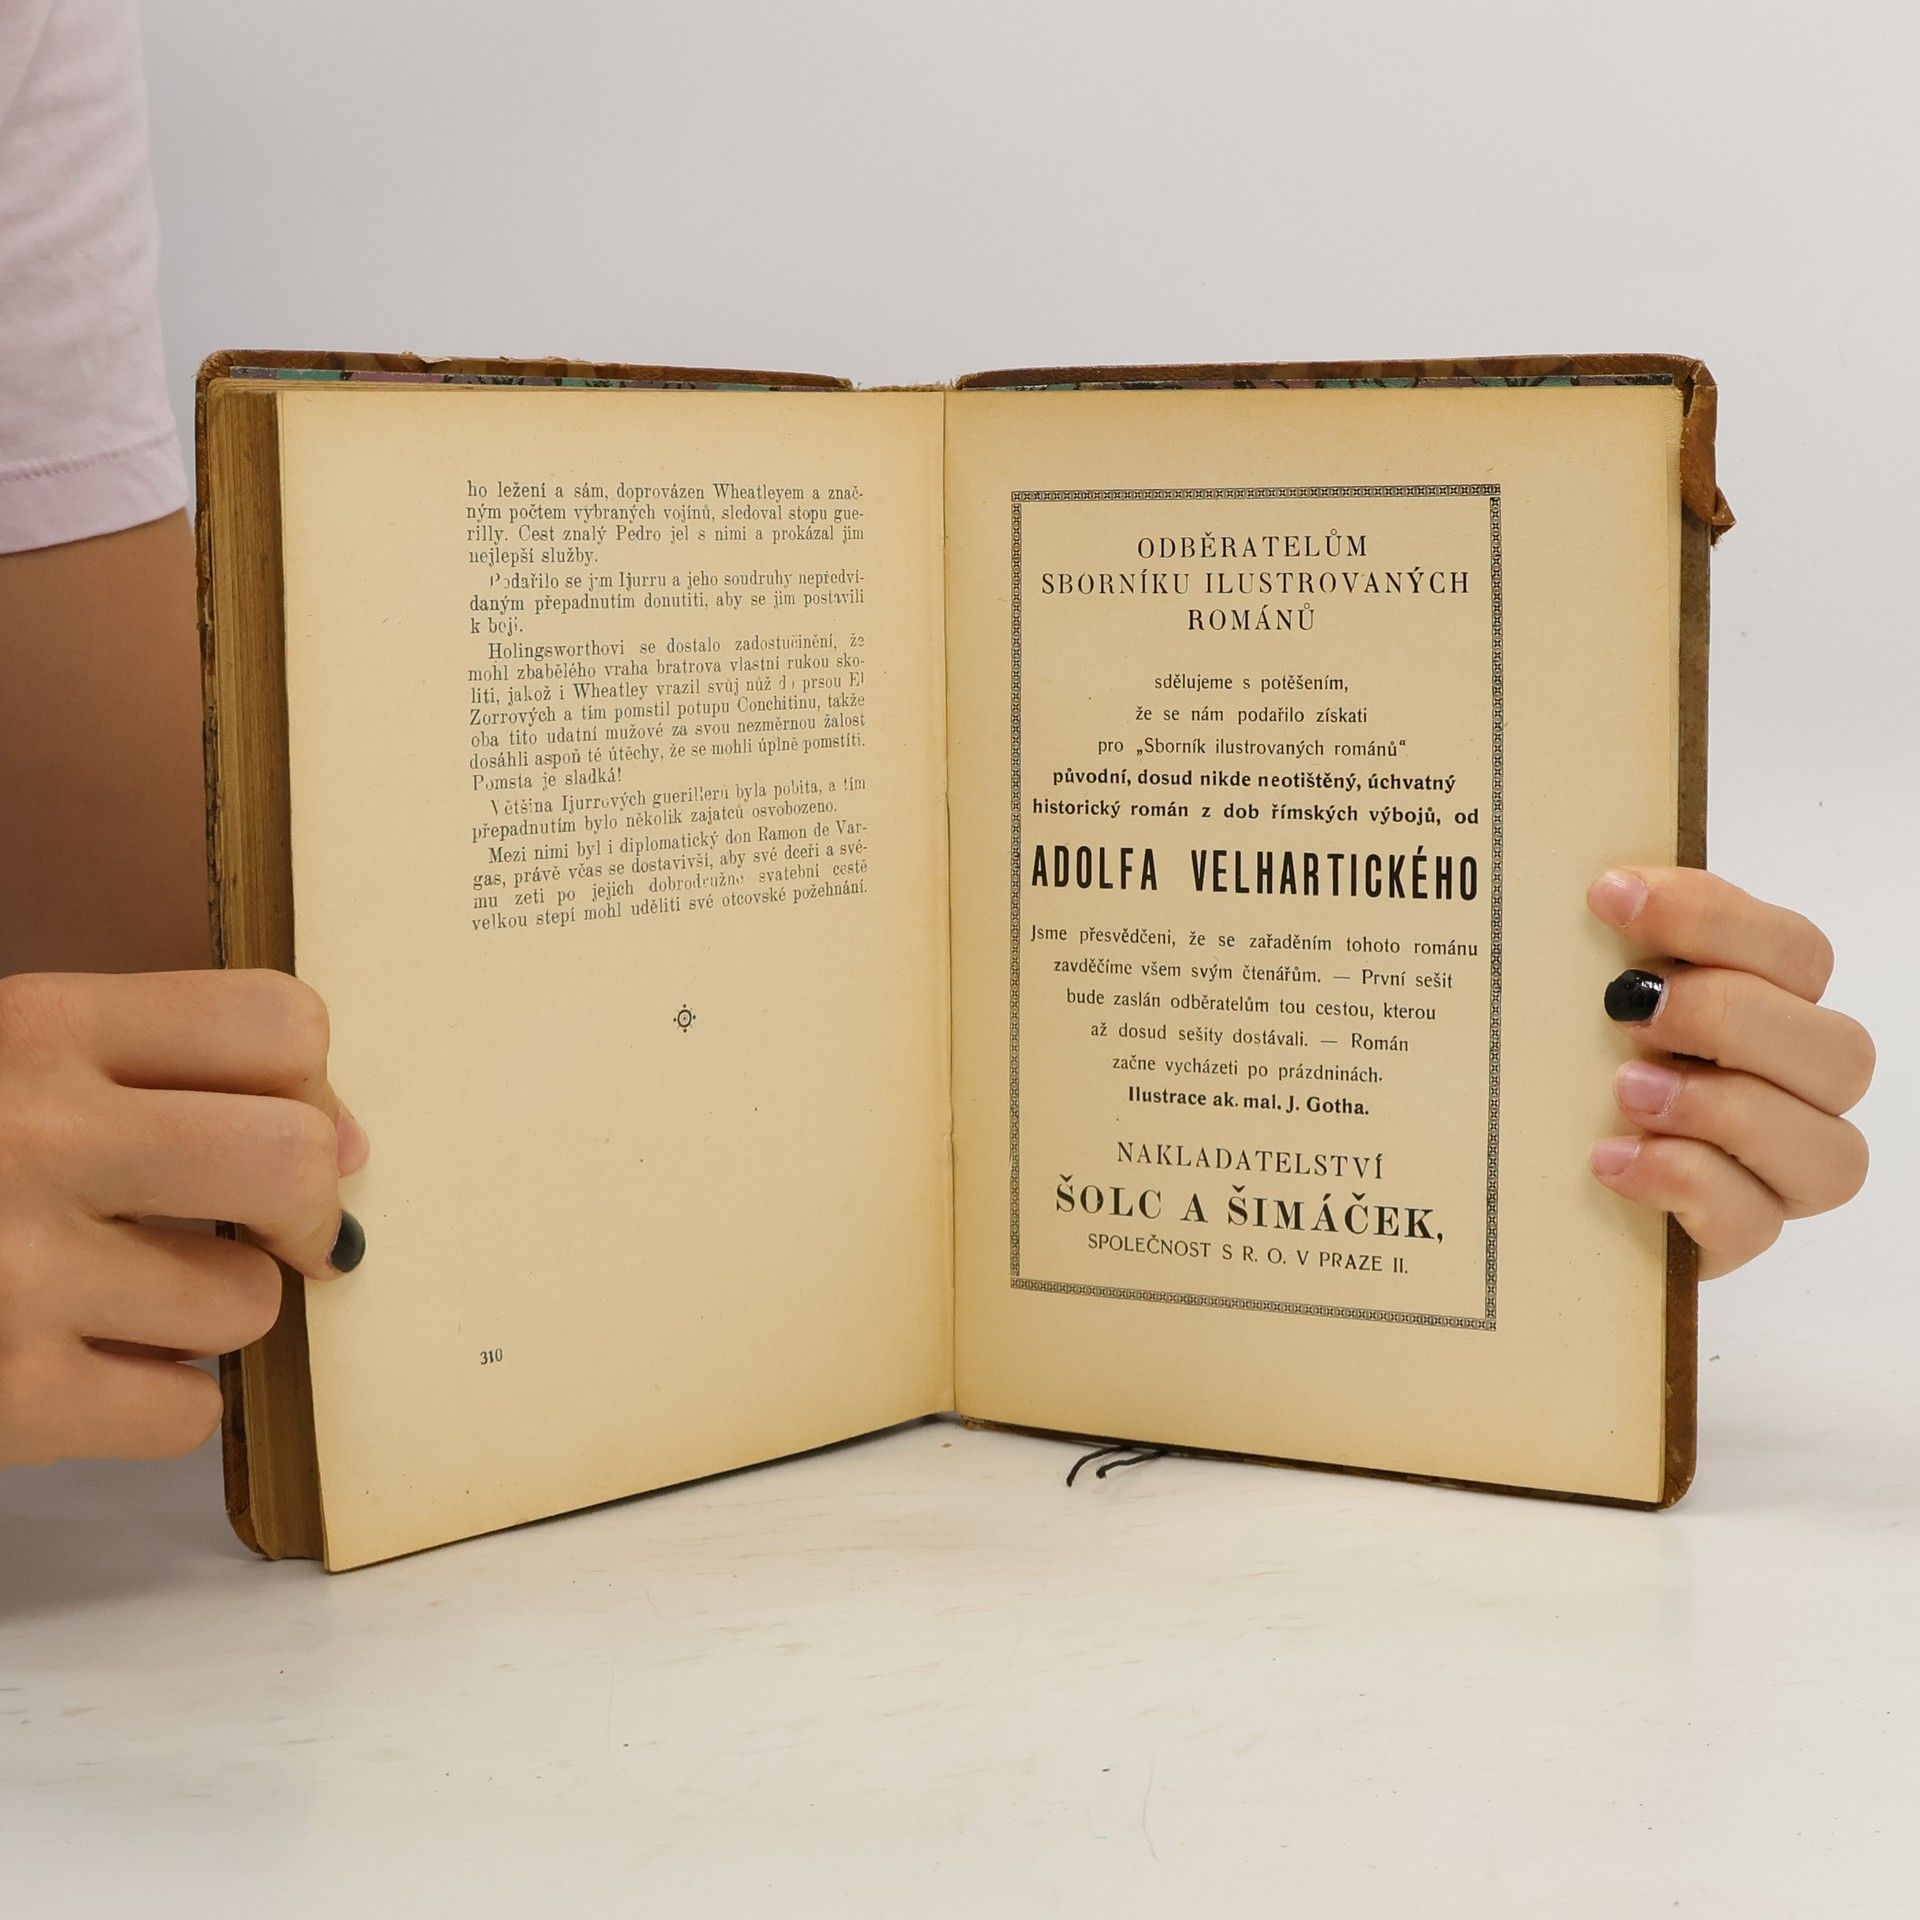 ho ležení a sám, doprovázen Wheatleyem a znač-
ným počtem vybraných vojínů, sledoval stopu gue-
rilly. Cest znalý Pedro jel s nimi a prokázal jim
nejlepší služby.
Podařilo se jim Ijurru a jeho soudruhy nepředví-
daným přepadnutím donutiti, aby se jim postavili
k boji.
Holingsworthovi se dostalo zadostučinění, že
mohl zbabělého vraha bratrova vlastní rukou sko-
liti, jakož i Wheatley vrazil svůj nůž do prsou El
Zorrových a tím pomstil potupu Conchitinu, takže
oba tito udatní mužové za svou nezměrnou žalost
dosáhli aspoň té útěchy, že se mohli úplně pomstíti.
Pomsta je sladká!
Většina Ijurrových guerilleru byla pobita, a tím
přepadnutím bylo několik zajatců osvobozeno.
Mezi nimi byl i diplomatický don Ramon de Var-
gas, právě včas se dostavivší, aby své dceři a své-
mu zeti po jejich dobrodružné svatební cestě
velkou stepí mohl uděliti své otcovské požehnání.
310
ODBĚRATELŮM
SBORNÍKU ILUSTROVANÝCH
ROMÁNŮ
sdělujeme s potěšením,
že se nám podařilo získati
pro „Sborník ilustrovaných románů“
původní, dosud nikde neotištěný, úchvatný
historický román z dob římských výbojů, od
ADOLFA VELHARTICKÉHO
Jsme přesvědčeni, že se zařaděním tohoto románu
zavděčíme všem svým čtenářům. — První sešit
bude zaslán odběratelům tou cestou, kterou
až dosud sešity dostávali. — Román
začne vycházeti po prázdninách.
Ilustrace ak. mal. J. Gotha.
NAKLADATELSTVÍ
ŠOLC A ŠIMÁČEK,
SPOLEČNOST S R. O. V PRAZE II.